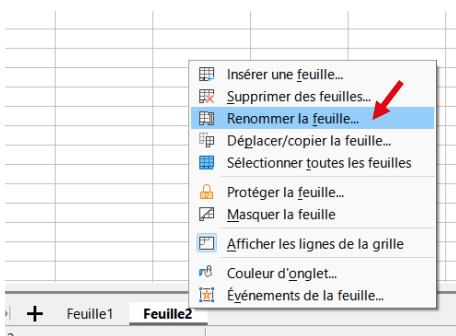 Insérer une feuille...
Supprimer des feuilles...
Renommer la feuille...
Déplacer/copier la feuille...
Sélectionner toutes les feuilles
Protéger la feuille...
Masquer la feuille
Afficher les lignes de la grille
Couleur d'onglet...
Événements de la feuille...
Feuille1 Feuille2